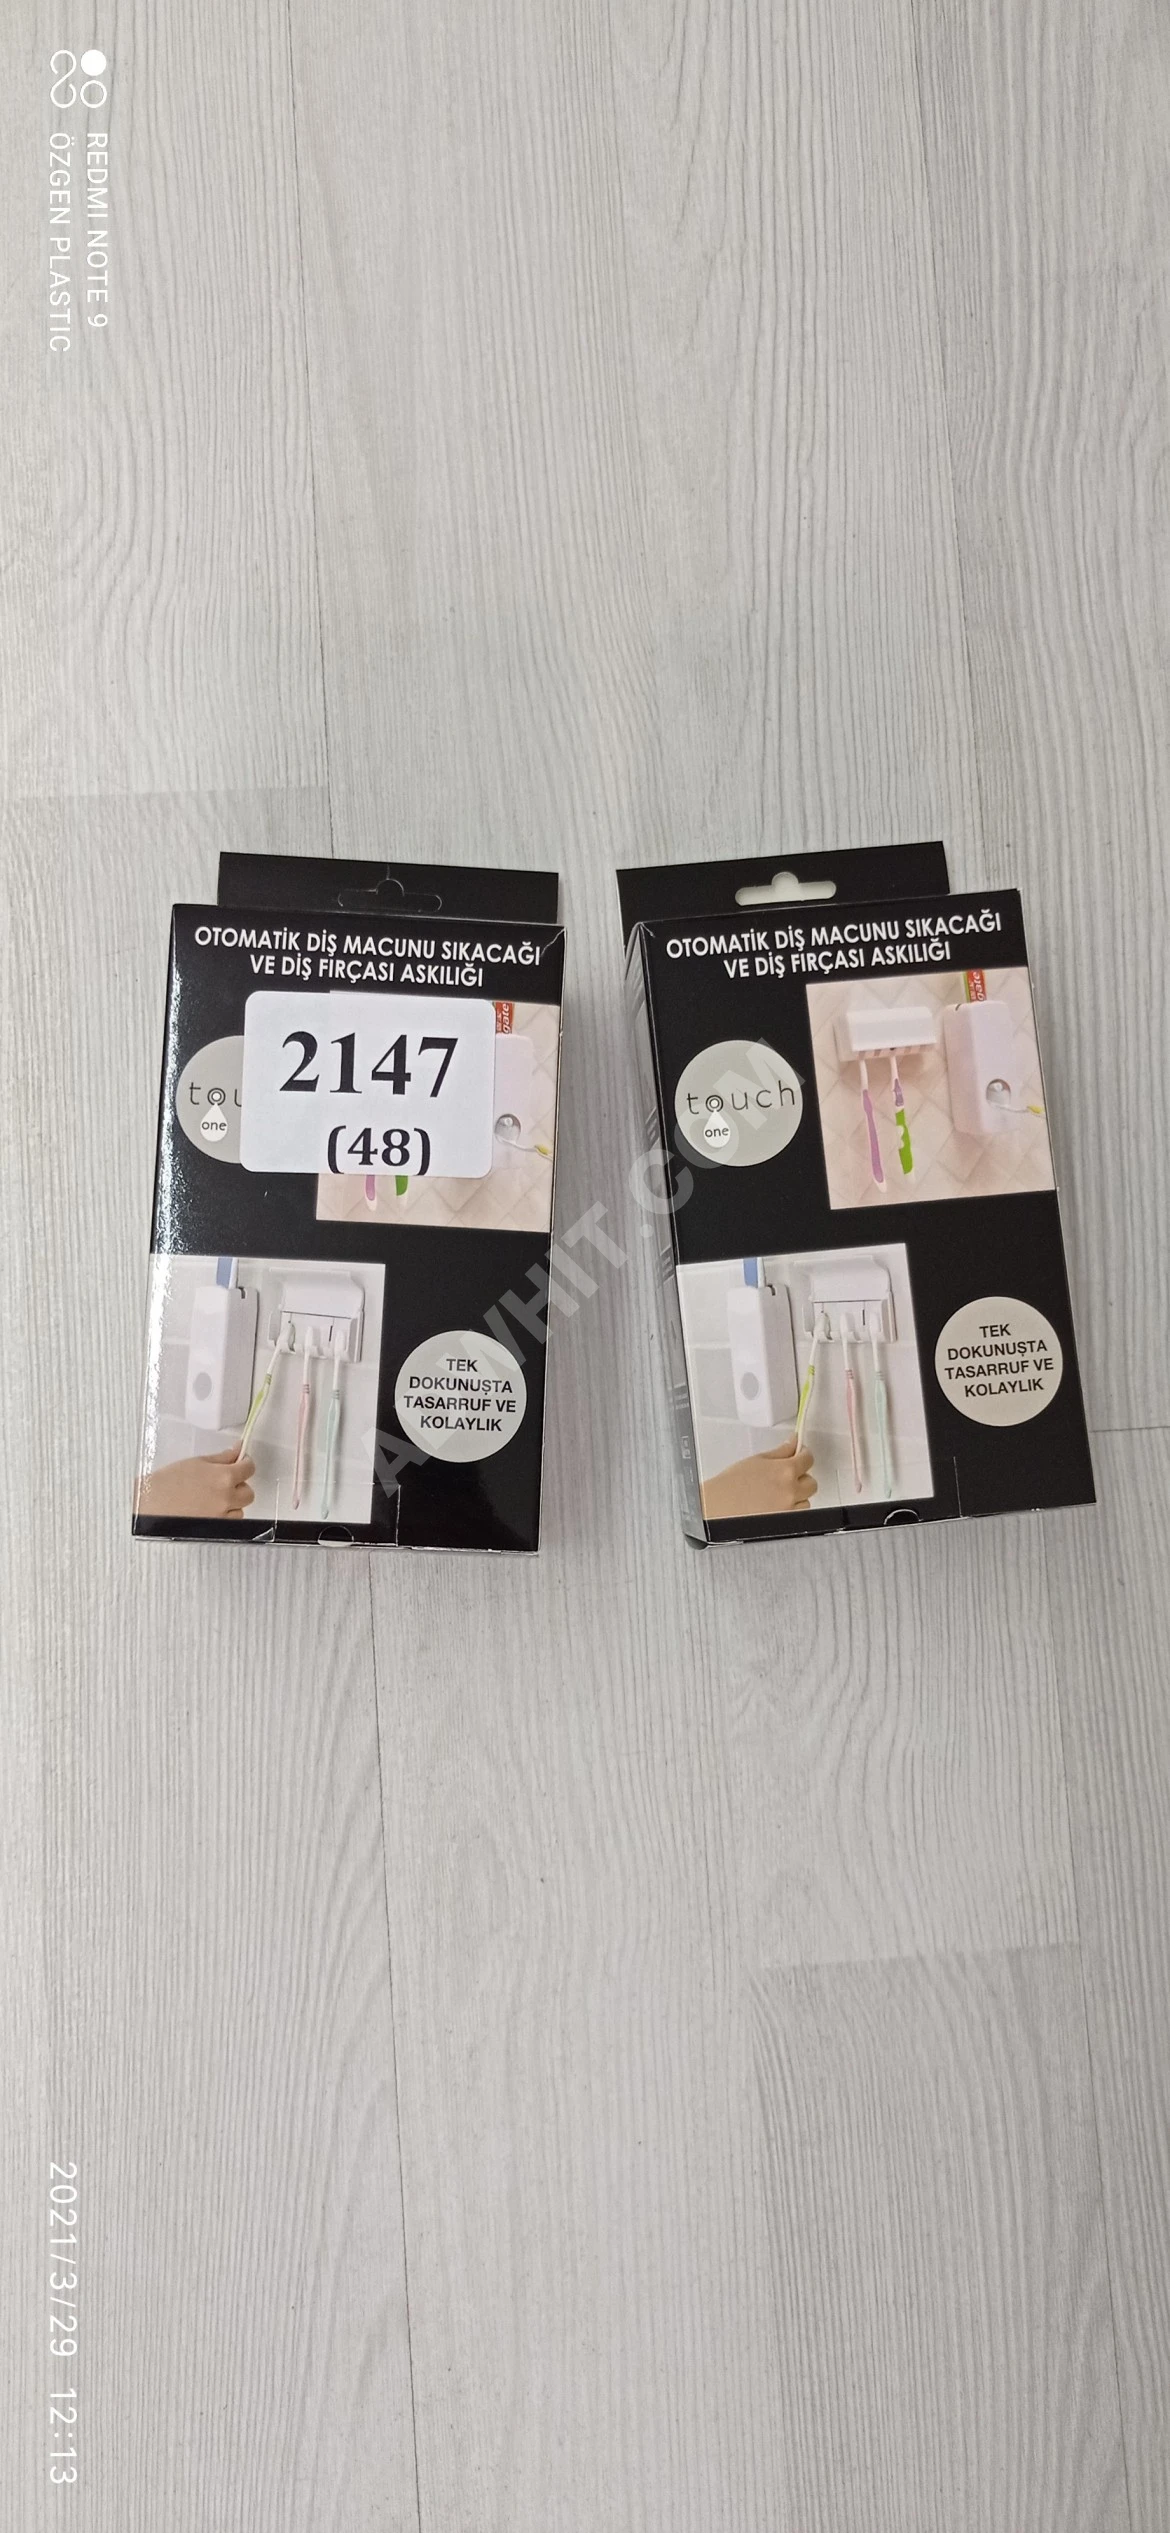 REDMI NOTE 9
ÖZGEN PLASTIC
OTOMATİK DİŞ MACUNU SIKACAĞI
VE DİŞ FIRÇASI ASKILIĞI
2147
(48)
tou
one
TEK
DOKUNUŞTA
TASARRUF VE
KOLAYLIK
OTOMATİK DİŞ MACUNU SIKACAĞI
VE DİŞ FIRÇASI ASKILIĞI
touch
one
TEK
DOKUNUŞTA
TASARRUF VE
KOLAYLIK
2021/3/29 12:13